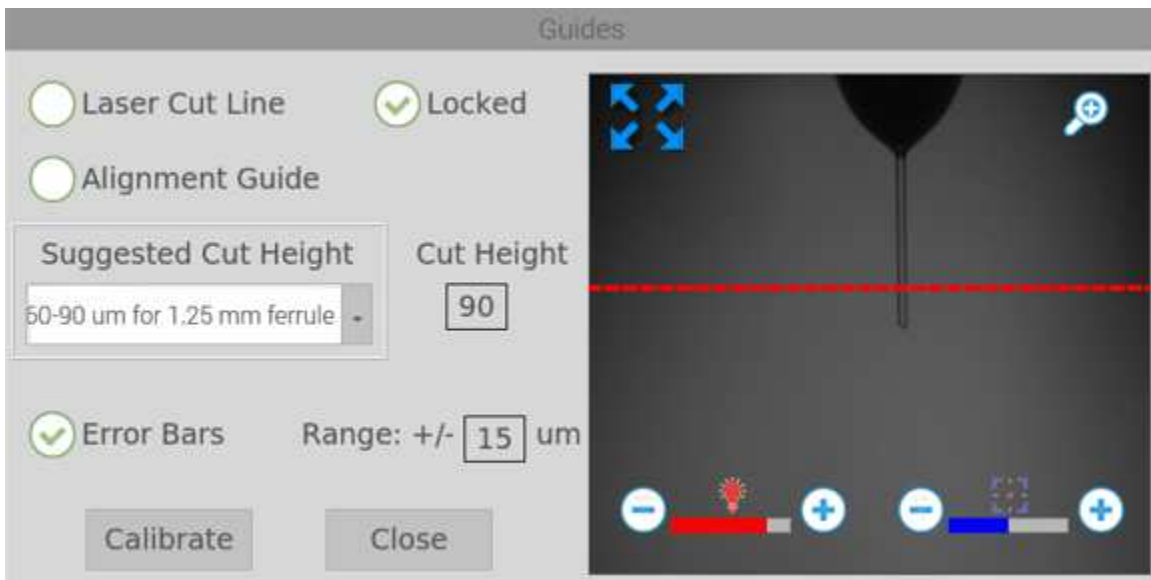 Guides
Laser Cut Line
Locked
Alignment Guide
Suggested Cut Height
Cut Height
60-90 um for 1.25 mm ferrule
90
Error Bars
Range: +/- 15 um
Calibrate
Close